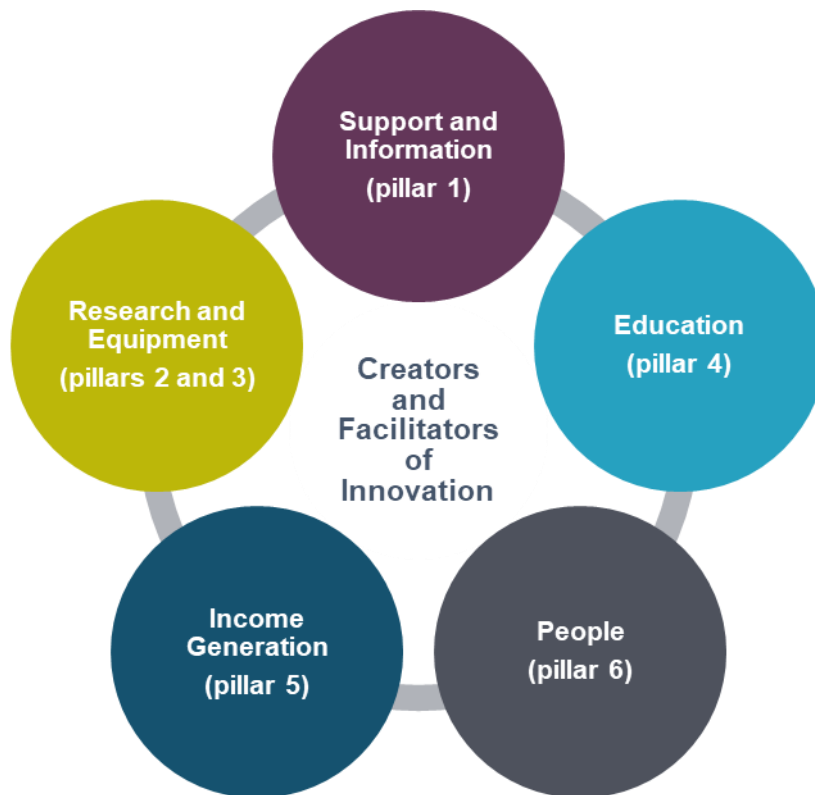 Support and
Information
(pillar 1)
Education
(pillar 4)
People
(pillar 6)
Income
Generation
(pillar 5)
Research and
Equipment
(pillars 2 and 3)
Creators
and
Facilitators
of
Innovation